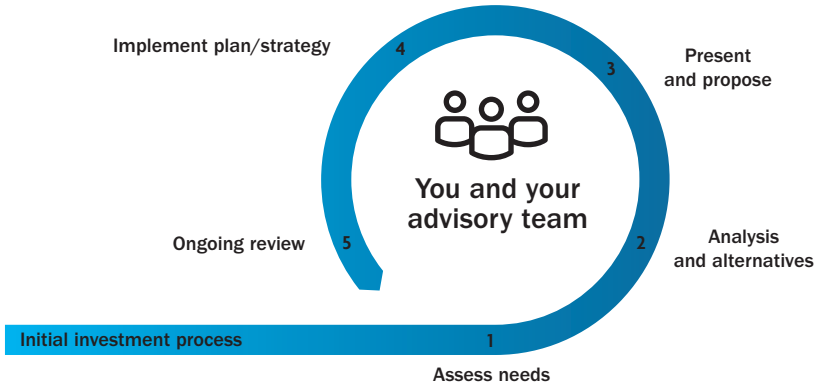 Implement plan/strategy
4
3
Present
and propose
You and your
advisory team
Ongoing review
5
2
Analysis
and alternatives
Initial investment process
1
Assess needs